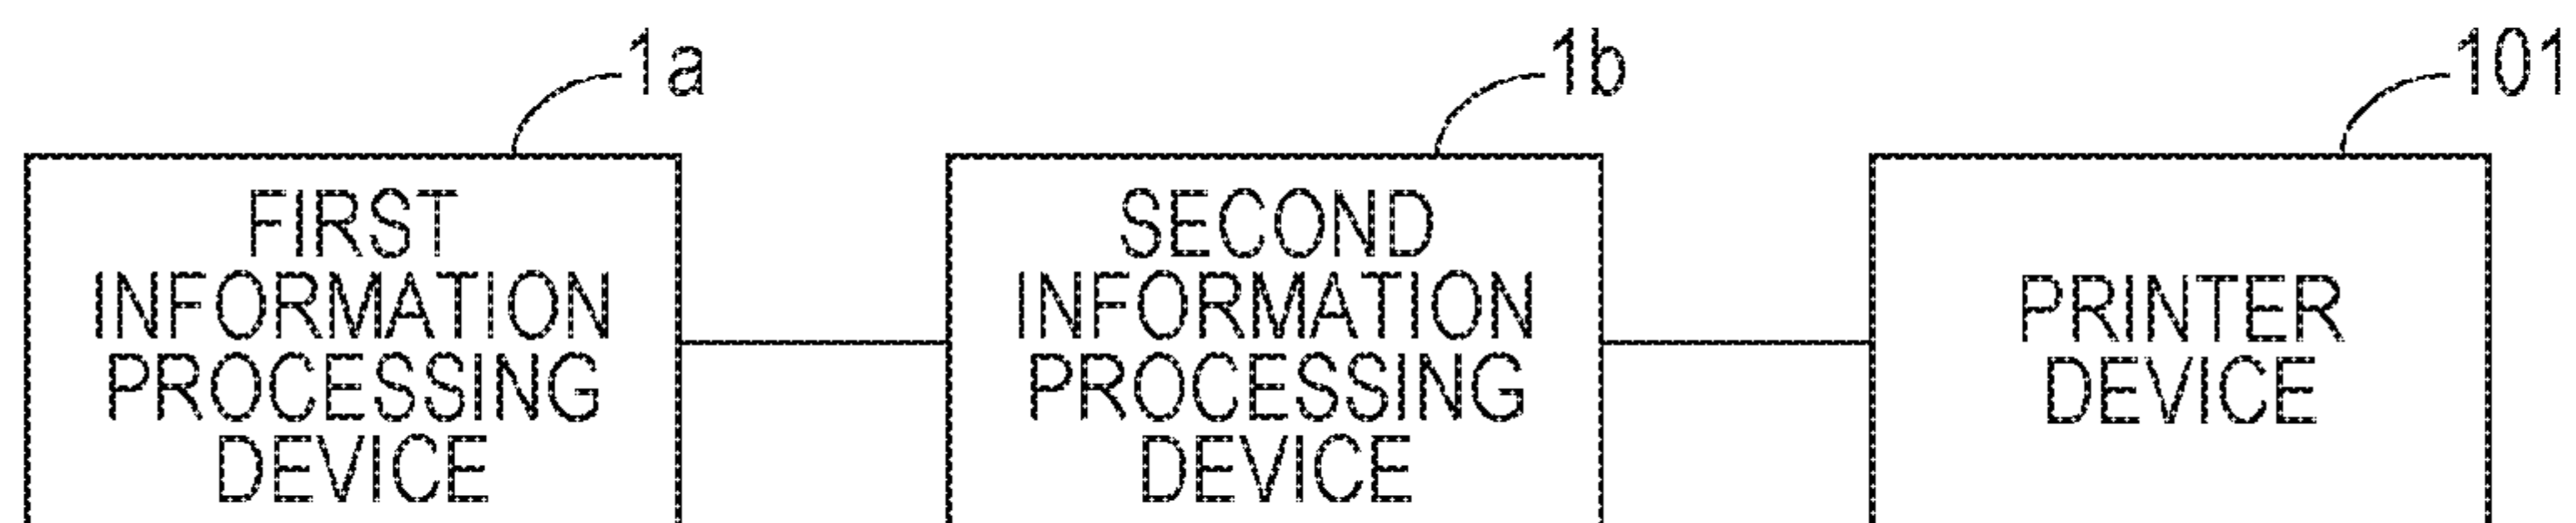 1a
1b
101
FIRST
INFORMATION
PROCESSING
DEVICE
SECOND
INFORMATION
PROCESSING
DEVICE
PRINTER
DEVICE